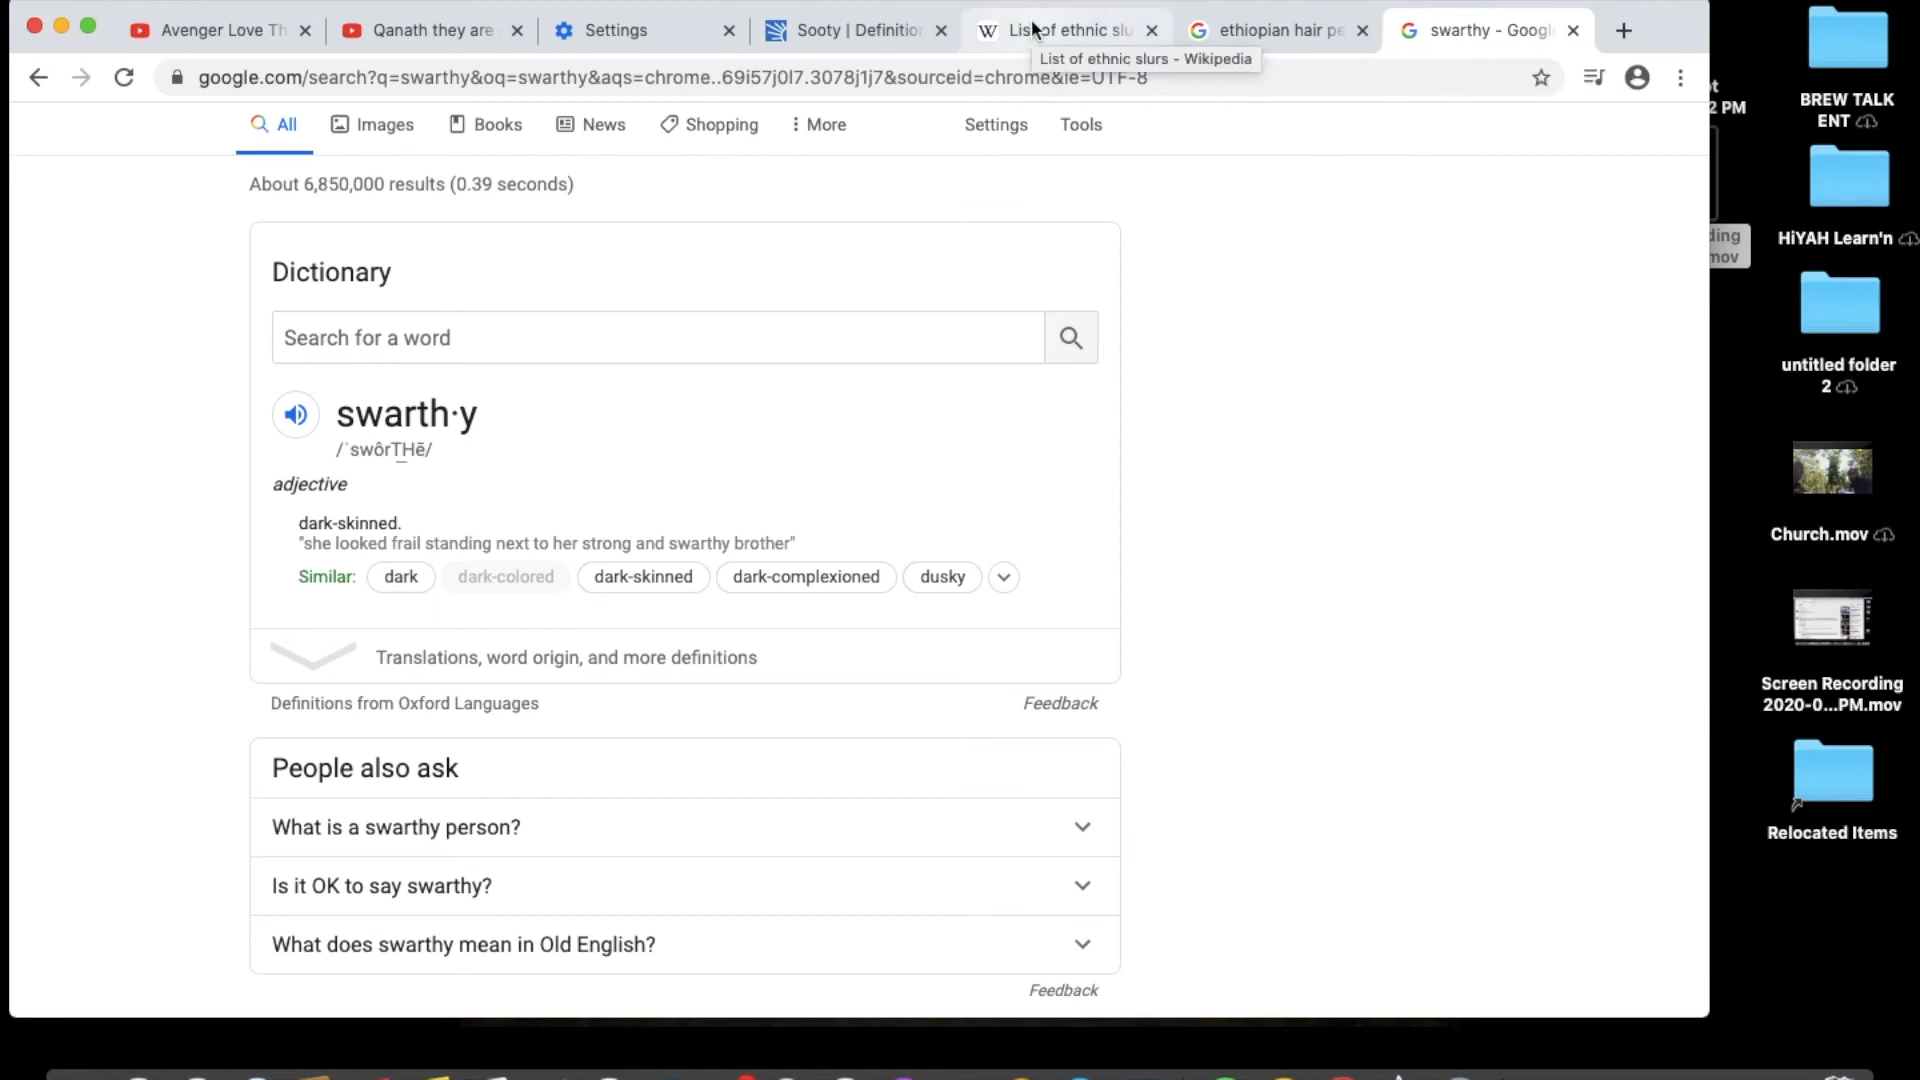 Avenger Love Th
Qanath they are
Settings
Sooty | Definition
List of ethnic slu
ethiopian hair pe
swarthy - Googl
List of ethnic slurs - Wikipedia
google.com/search?q=swarthy&oq=swarthy&aqs=chrome..69i57j0l7.3078j1j7&sourceid=chrome&ie=UTF-8
All Images Books News Shopping More Settings Tools
About 6,850,000 results (0.39 seconds)
Dictionary
Search for a word
swarth·y
/ˈswôrT͟Hē/
adjective
dark-skinned.
"she looked frail standing next to her strong and swarthy brother"
Similar: dark dark-colored dark-skinned dark-complexioned dusky
Translations, word origin, and more definitions
Definitions from Oxford Languages
Feedback
People also ask
What is a swarthy person?
Is it OK to say swarthy?
What does swarthy mean in Old English?
Feedback
2 PM
ding
mov
BREW TALK
ENT
HiYAH Learn'n
untitled folder
2
Church.mov
Screen Recording
2020-0...PM.mov
Relocated Items